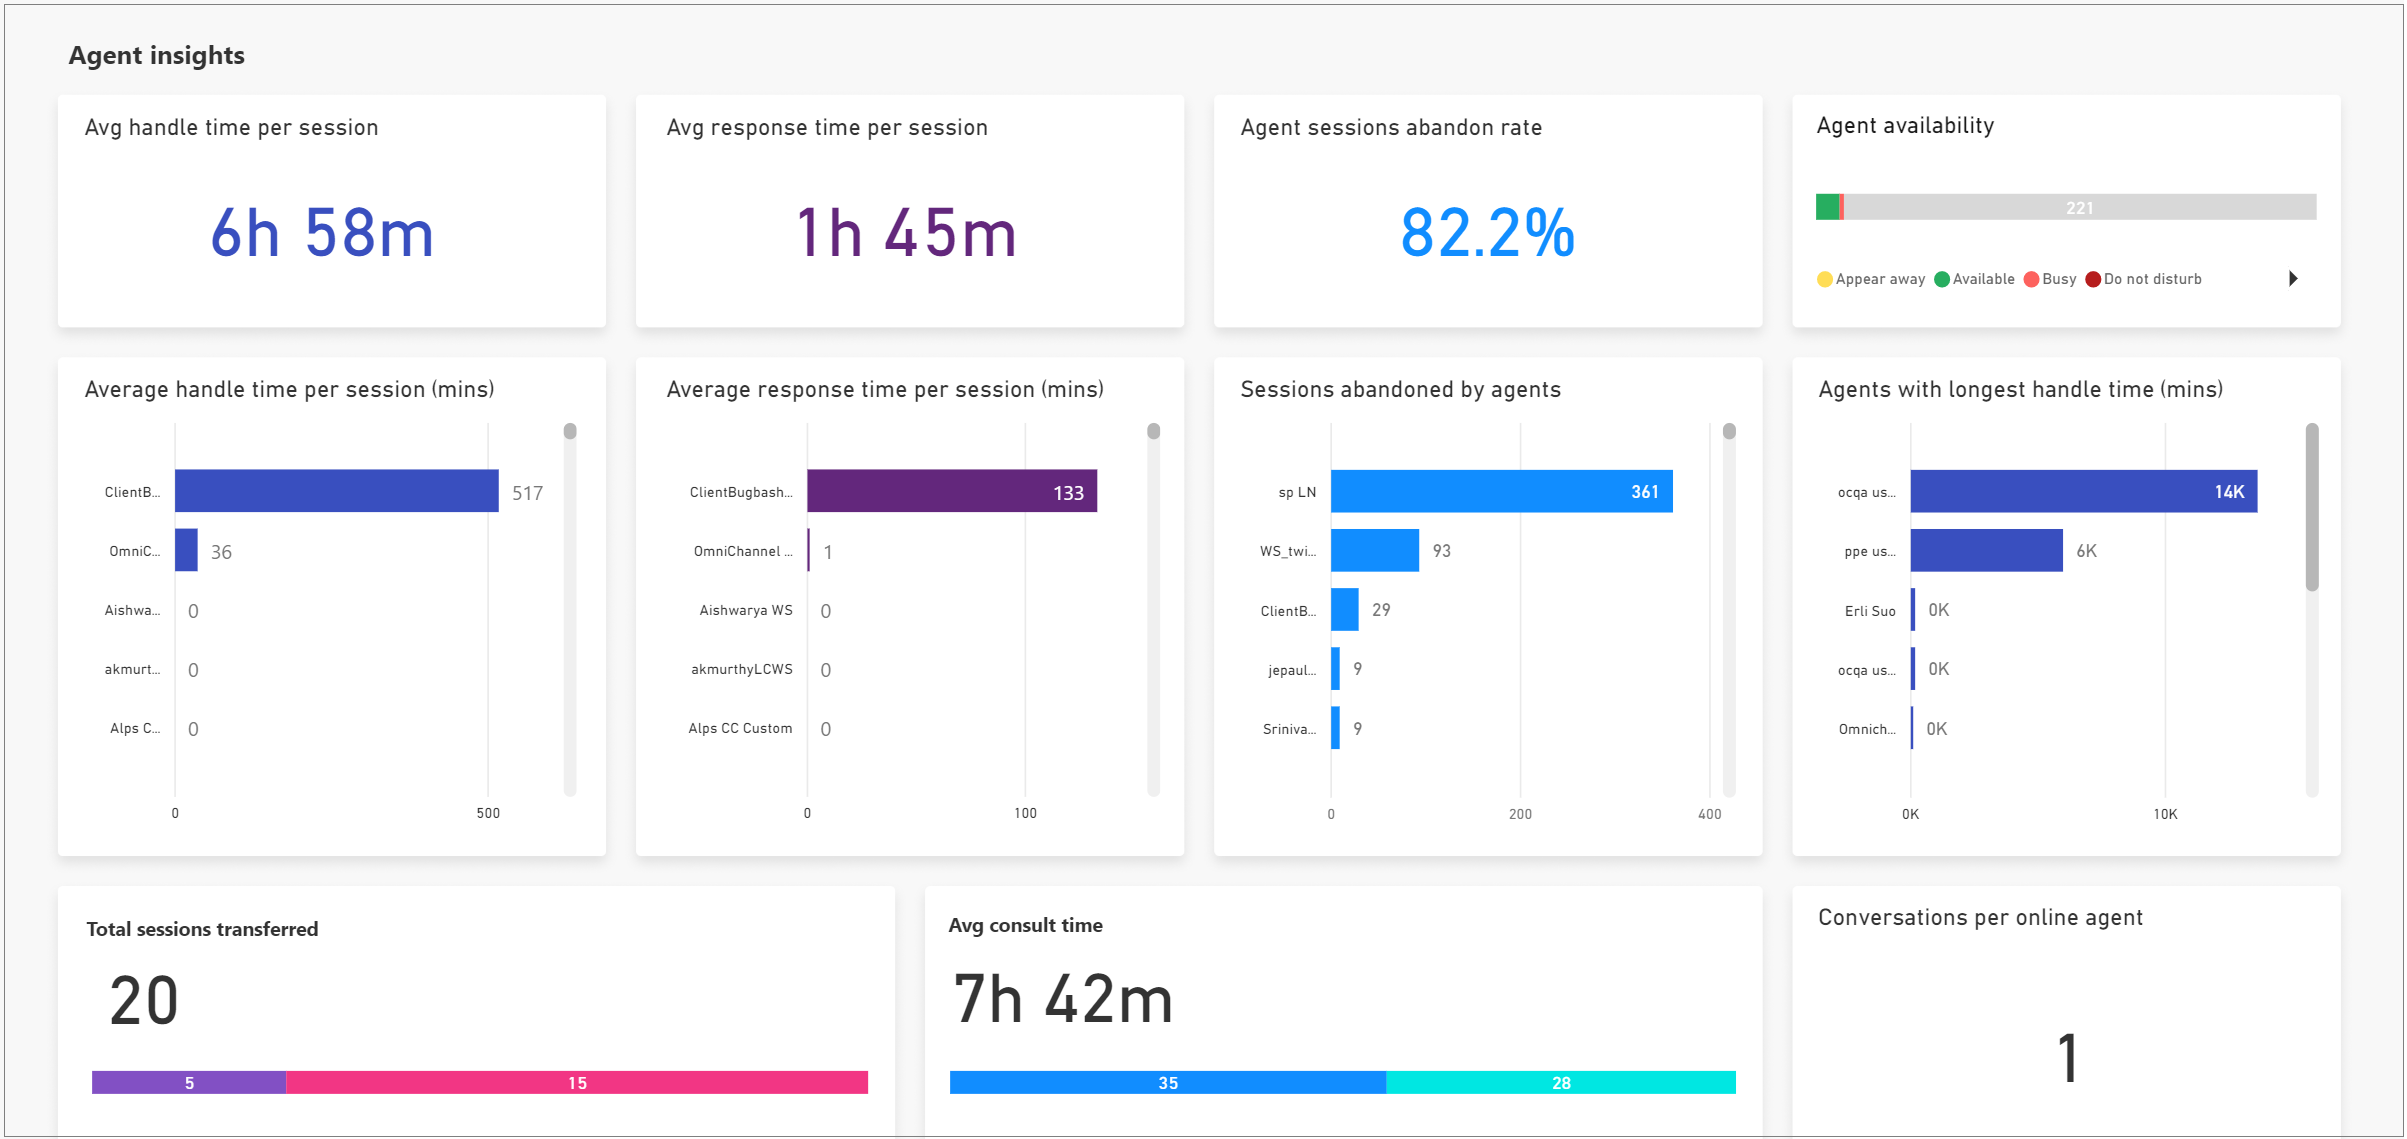 Agent insights
Avg handle time per session
6h 58m
Avg response time per session
1h 45m
Agent sessions abandon rate
82.2%
Agent availability
221
Appear away Available Busy Do not disturb
Average handle time per session (mins)
ClientB... 517
OmniC... 36
Aishwa... 0
akmurt... 0
Alps C... 0
0 500
Average response time per session (mins)
ClientBugbash... 133
OmniChannel ... 1
Aishwarya WS 0
akmurthyLCWS 0
Alps CC Custom 0
0 100
Sessions abandoned by agents
sp LN 361
WS_twi... 93
ClientB... 29
jepaul... 9
Sriniva... 9
0 200 400
Agents with longest handle time (mins)
ocqa us... 14K
ppe us... 6K
Erli Suo 0K
ocqa us... 0K
Omnich... 0K
0K 10K
Total sessions transferred
20
5 15
Avg consult time
7h 42m
35 28
Conversations per online agent
1